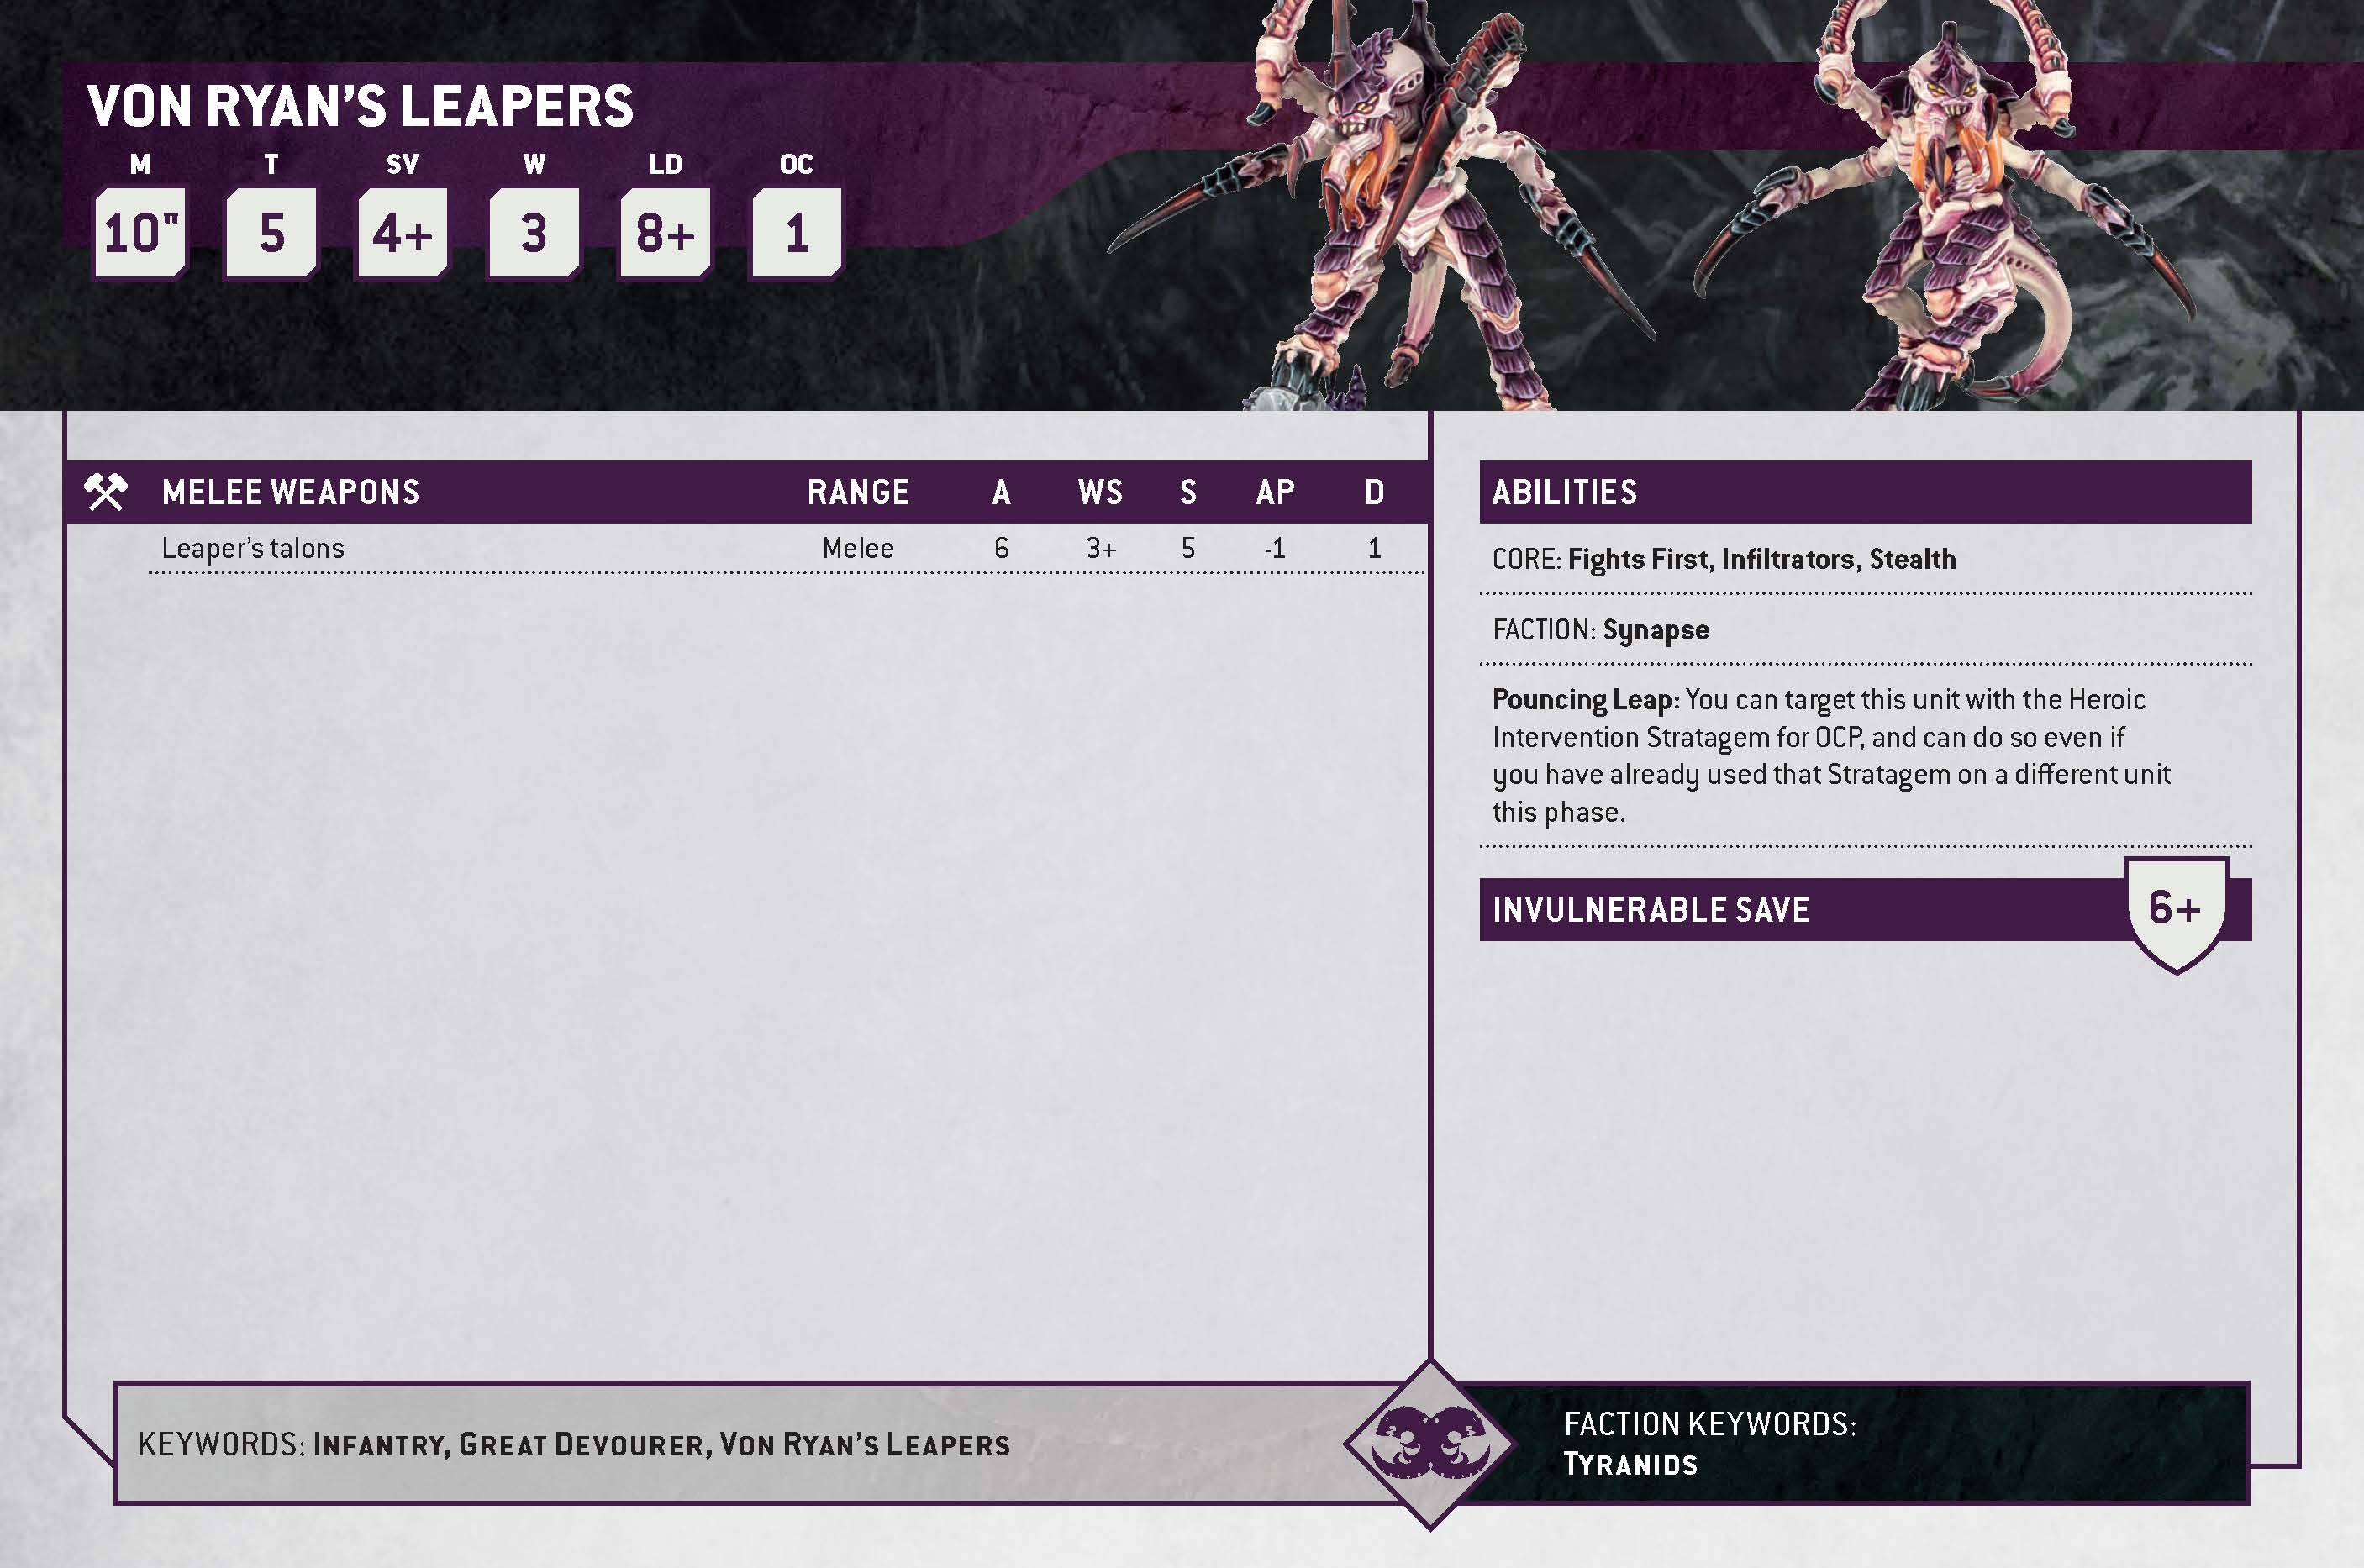 VON RYAN'S LEAPERS
M T SV W LD OC
10" 5 4+ 3 8+ 1
MELEE WEAPONS RANGE A WS S AP D
Leaper's talons Melee 6 3+ 5 -1 1
ABILITIES
CORE: Fights First, Infiltrators, Stealth
FACTION: Synapse
Pouncing Leap: You can target this unit with the Heroic
Intervention Stratagem for 0CP, and can do so even if
you have already used that Stratagem on a different unit
this phase.
INVULNERABLE SAVE 6+
KEYWORDS: INFANTRY, GREAT DEVOURER, VON RYAN'S LEAPERS
FACTION KEYWORDS:
TYRANIDS